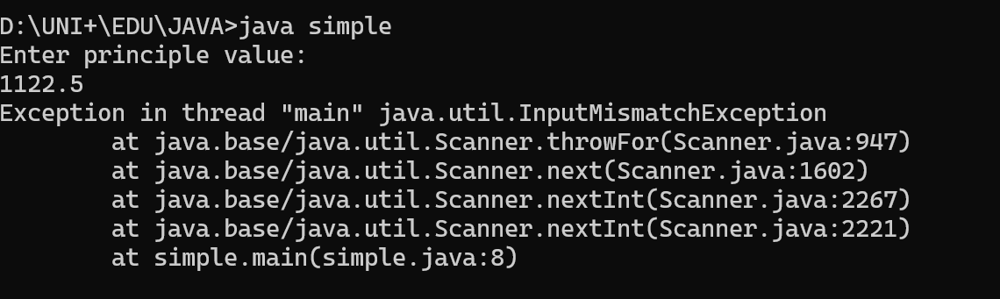 D:\UNI+\EDU\JAVA>java simple
Enter principle value:
1122.5
Exception in thread "main" java.util.InputMismatchException
        at java.base/java.util.Scanner.throwFor(Scanner.java:947)
        at java.base/java.util.Scanner.next(Scanner.java:1602)
        at java.base/java.util.Scanner.nextInt(Scanner.java:2267)
        at java.base/java.util.Scanner.nextInt(Scanner.java:2221)
        at simple.main(simple.java:8)